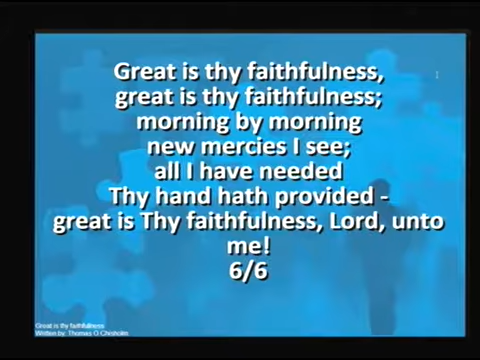 Great is thy faithfulness,
great is thy faithfulness;
morning by morning
new mercies I see;
all I have needed
Thy hand hath provided -
great is Thy faithfulness, Lord, unto
me!
6/6
Great is thy faithfulness
Written by: Thomas O Chisholm